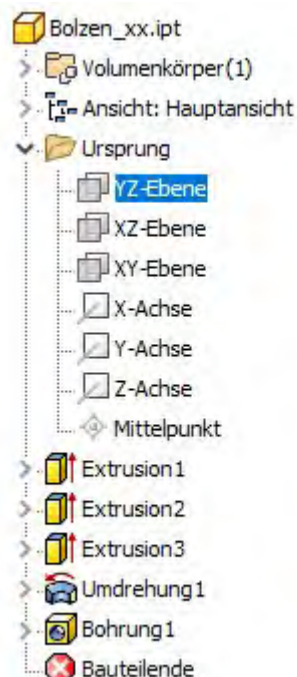 Bolzen_xx.ipt
Volumenkörper(1)
Ansicht: Hauptansicht
Ursprung
YZ-Ebene
XZ-Ebene
XY-Ebene
X-Achse
Y-Achse
Z-Achse
Mittelpunkt
Extrusion1
Extrusion2
Extrusion3
Umdrehung1
Bohrung1
Bauteilende